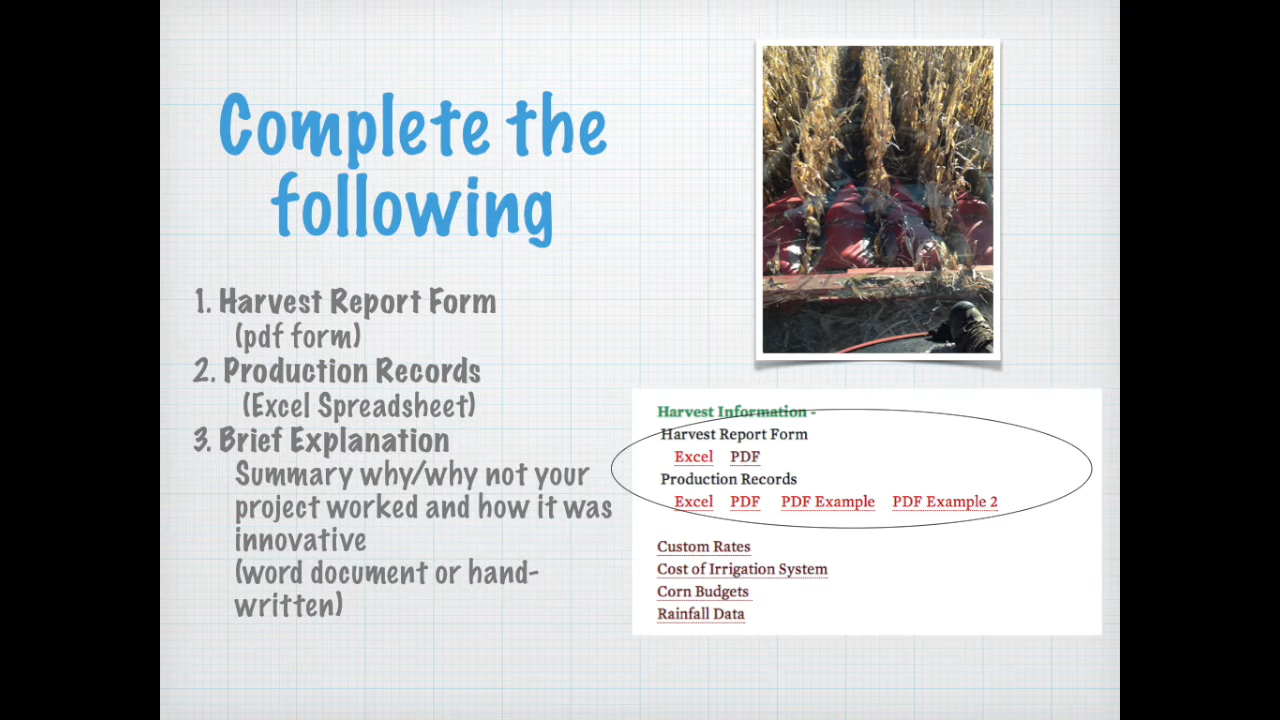 Complete the
following
1. Harvest Report Form
(pdf form)
2. Production Records
(Excel Spreadsheet)
3. Brief Explanation
Summary why/why not your
project worked and how it was
innovative
(word document or hand-
written)
Harvest Information -
Harvest Report Form
Excel PDF
Production Records
Excel PDF PDF Example PDF Example 2
Custom Rates
Cost of Irrigation System
Corn Budgets
Rainfall Data